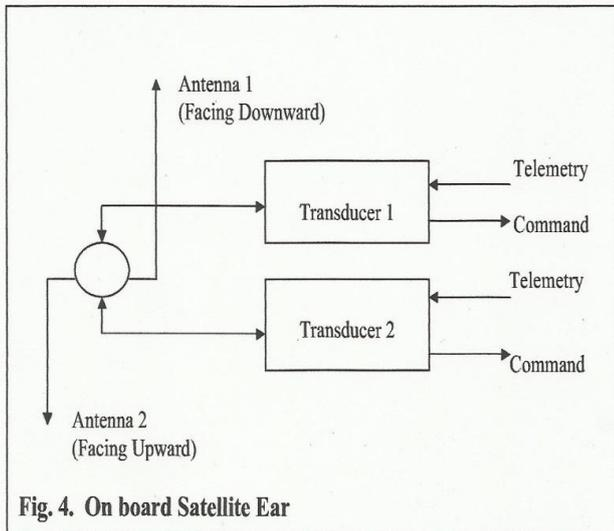 Antenna 1
(Facing Downward)
Telemetry
Transducer 1
Command
Telemetry
Transducer 2
Command
Antenna 2
(Facing Upward)
Fig. 4. On board Satellite Ear